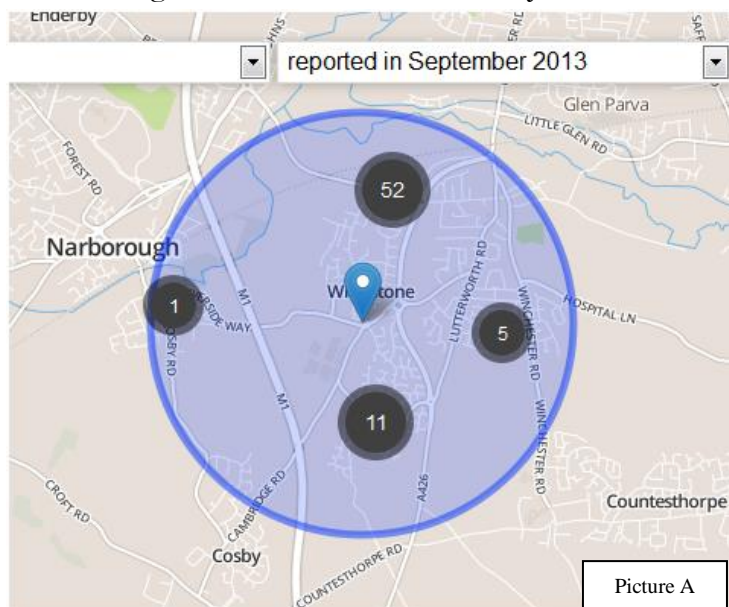 Enderby
reported in September 2013
Glen Parva
LITTLE GLEN RD
FOREST RD
52
Narborough
1
M1
LUTTERWORTH RD
HOSPITAL LN
5
WINCHESTER RD
11
M1
WINCHESTER RD
A426
CAMBRIDGE RD
CROFT RD
Countesthorpe
Cosby
COUNTESTHORPE RD
Picture A